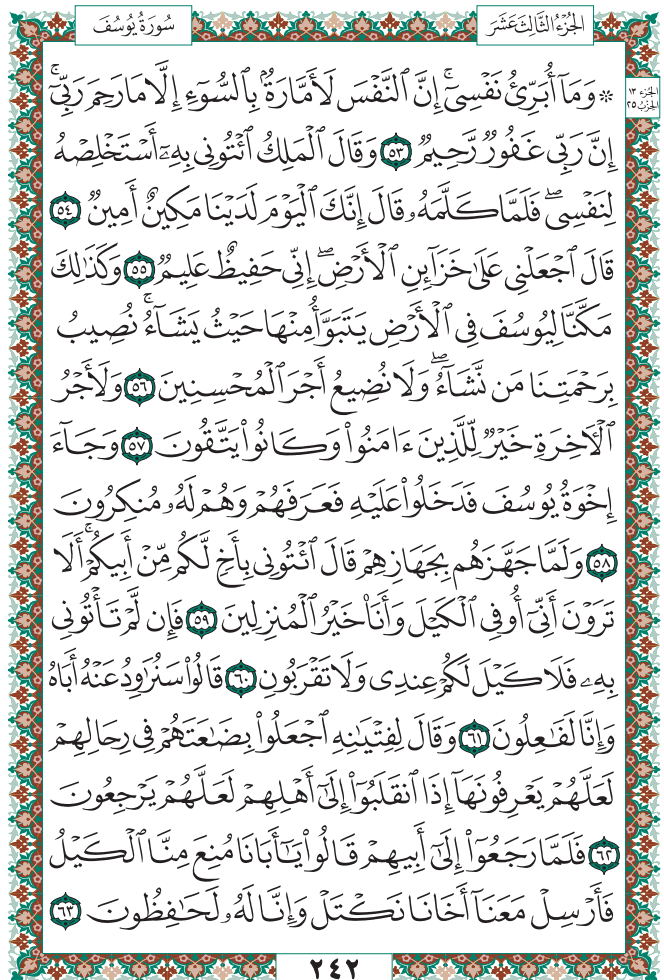 الجُزْءُ الثَّالِثَ عَشَرَ
سُورَةُ يُوسُفَ
الجزء ١٣
الحزب ٢٥
۞ وَمَآ أُبَرِّئُ نَفۡسِيٓۚ إِنَّ ٱلنَّفۡسَ لَأَمَّارَةُۢ بِٱلسُّوٓءِ إِلَّا مَا رَحِمَ رَبِّيٓۚ
إِنَّ رَبِّي غَفُورٞ رَّحِيمٞ ٥٣ وَقَالَ ٱلۡمَلِكُ ٱئۡتُونِي بِهِۦٓ أَسۡتَخۡلِصۡهُ
لِنَفۡسِيۖ فَلَمَّا كَلَّمَهُۥ قَالَ إِنَّكَ ٱلۡيَوۡمَ لَدَيۡنَا مَكِينٌ أَمِينٞ ٥٤
قَالَ ٱجۡعَلۡنِي عَلَىٰ خَزَآئِنِ ٱلۡأَرۡضِۖ إِنِّي حَفِيظٌ عَلِيمٞ ٥٥ وَكَذَٰلِكَ
مَكَّنَّا لِيُوسُفَ فِي ٱلۡأَرۡضِ يَتَبَوَّأُ مِنۡهَا حَيۡثُ يَشَآءُۚ نُصِيبُ
بِرَحۡمَتِنَا مَن نَّشَآءُۖ وَلَا نُضِيعُ أَجۡرَ ٱلۡمُحۡسِنِينَ ٥٦ وَلَأَجۡرُ
ٱلۡأٓخِرَةِ خَيۡرٞ لِّلَّذِينَ ءَامَنُواْ وَكَانُواْ يَتَّقُونَ ٥٧ وَجَآءَ
إِخۡوَةُ يُوسُفَ فَدَخَلُواْ عَلَيۡهِ فَعَرَفَهُمۡ وَهُمۡ لَهُۥ مُنكِرُونَ
٥٨ وَلَمَّا جَهَّزَهُم بِجَهَازِهِمۡ قَالَ ٱئۡتُونِي بِأَخٖ لَّكُم مِّنۡ أَبِيكُمۡۚ أَلَا
تَرَوۡنَ أَنِّيٓ أُوفِي ٱلۡكَيۡلَ وَأَنَا۠ خَيۡرُ ٱلۡمُنزِلِينَ ٥٩ فَإِن لَّمۡ تَأۡتُونِي
بِهِۦ فَلَا كَيۡلَ لَكُمۡ عِندِي وَلَا تَقۡرَبُونِ ٦٠ قَالُواْ سَنُرَٰوِدُ عَنۡهُ أَبَاهُ
وَإِنَّا لَفَٰعِلُونَ ٦١ وَقَالَ لِفِتۡيَٰنِهِ ٱجۡعَلُواْ بِضَٰعَتَهُمۡ فِي رِحَالِهِمۡ
لَعَلَّهُمۡ يَعۡرِفُونَهَآ إِذَا ٱنقَلَبُوٓاْ إِلَىٰٓ أَهۡلِهِمۡ لَعَلَّهُمۡ يَرۡجِعُونَ
٦٢ فَلَمَّا رَجَعُوٓاْ إِلَىٰٓ أَبِيهِمۡ قَالُواْ يَٰٓأَبَانَا مُنِعَ مِنَّا ٱلۡكَيۡلُ
فَأَرۡسِلۡ مَعَنَآ أَخَانَا نَكۡتَلۡ وَإِنَّا لَهُۥ لَحَٰفِظُونَ ٦٣
٢٤٢